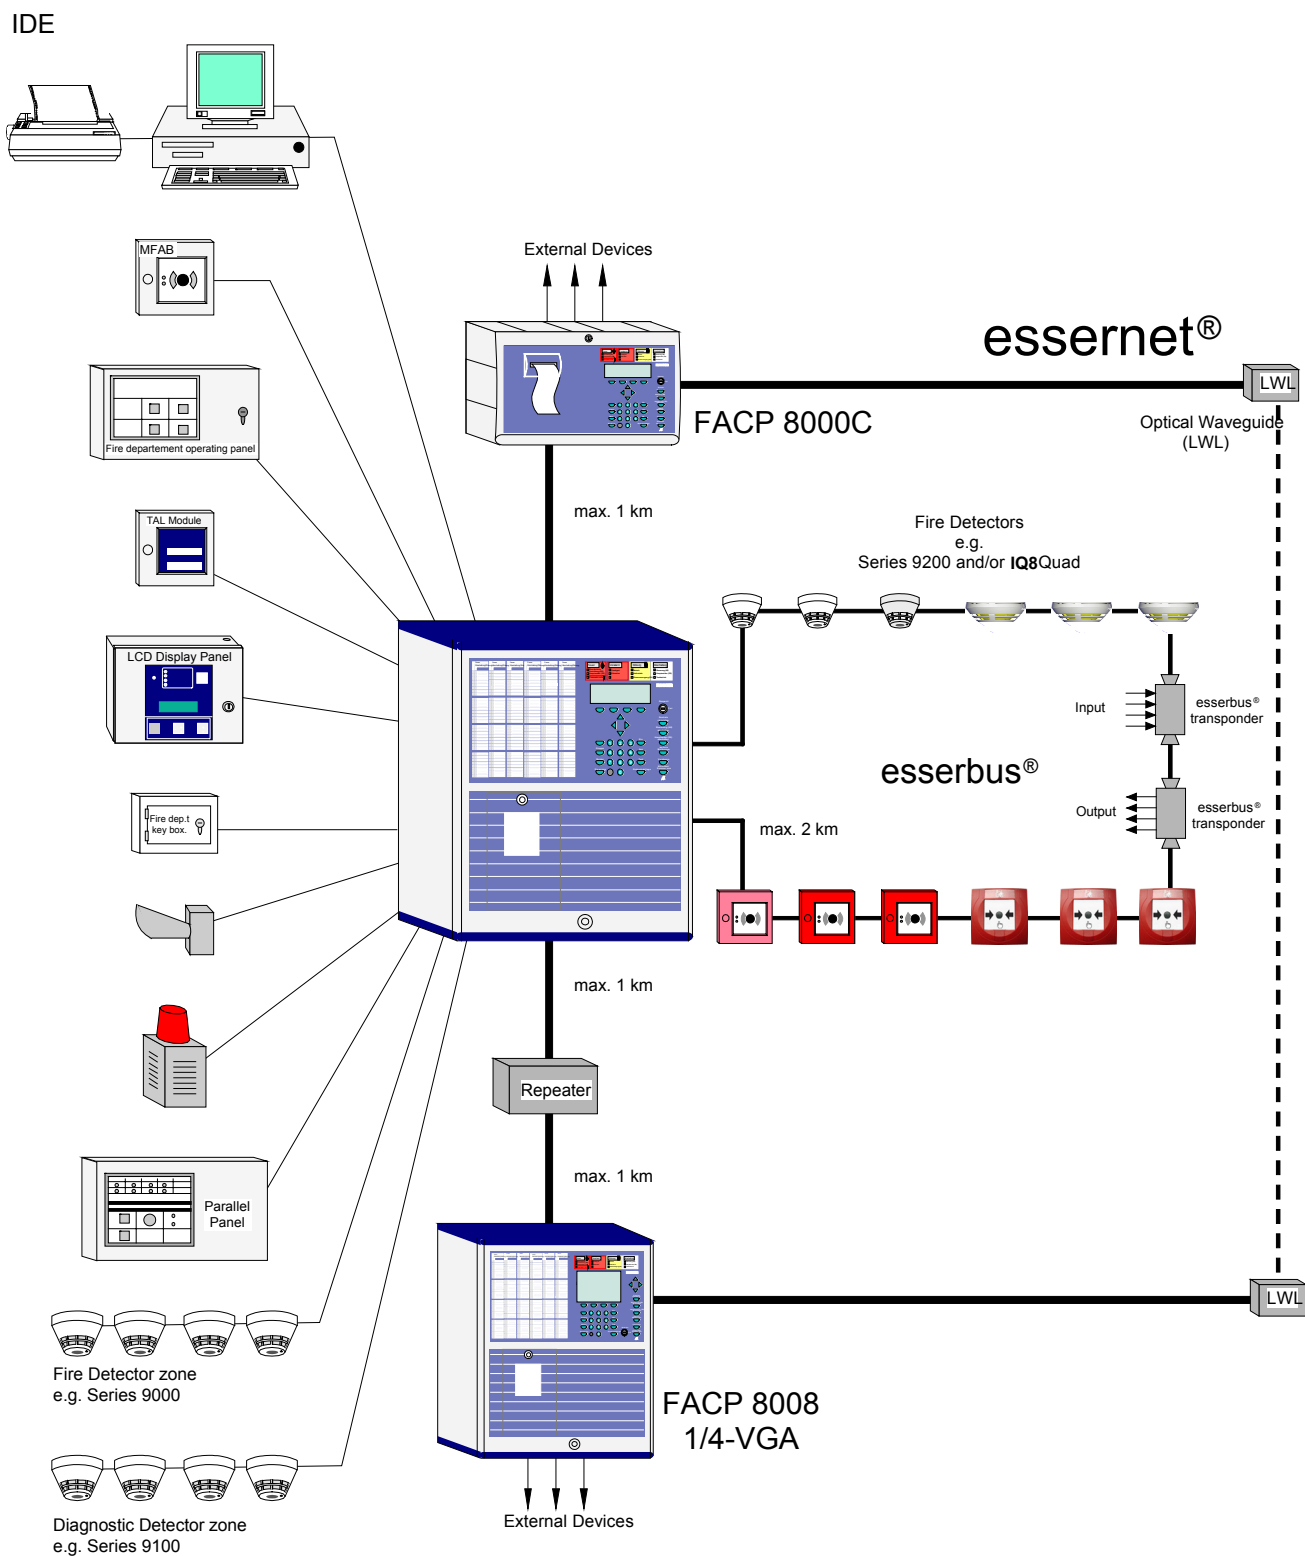 IDE
MFAB
External Devices
essernet®
LWL
FACP 8000C
Optical Waveguide
(LWL)
Fire departement operating panel
max. 1 km
TAL Module
Fire Detectors
e.g.
Series 9200 and/or IQ8Quad
LCD Display Panel
Input
esserbus®
transponder
esserbus®
Output
esserbus®
transponder
Fire dep.t
key box.
max. 2 km
max. 1 km
Repeater
max. 1 km
Parallel
Panel
LWL
Fire Detector zone
e.g. Series 9000
FACP 8008
1/4-VGA
External Devices
Diagnostic Detector zone
e.g. Series 9100